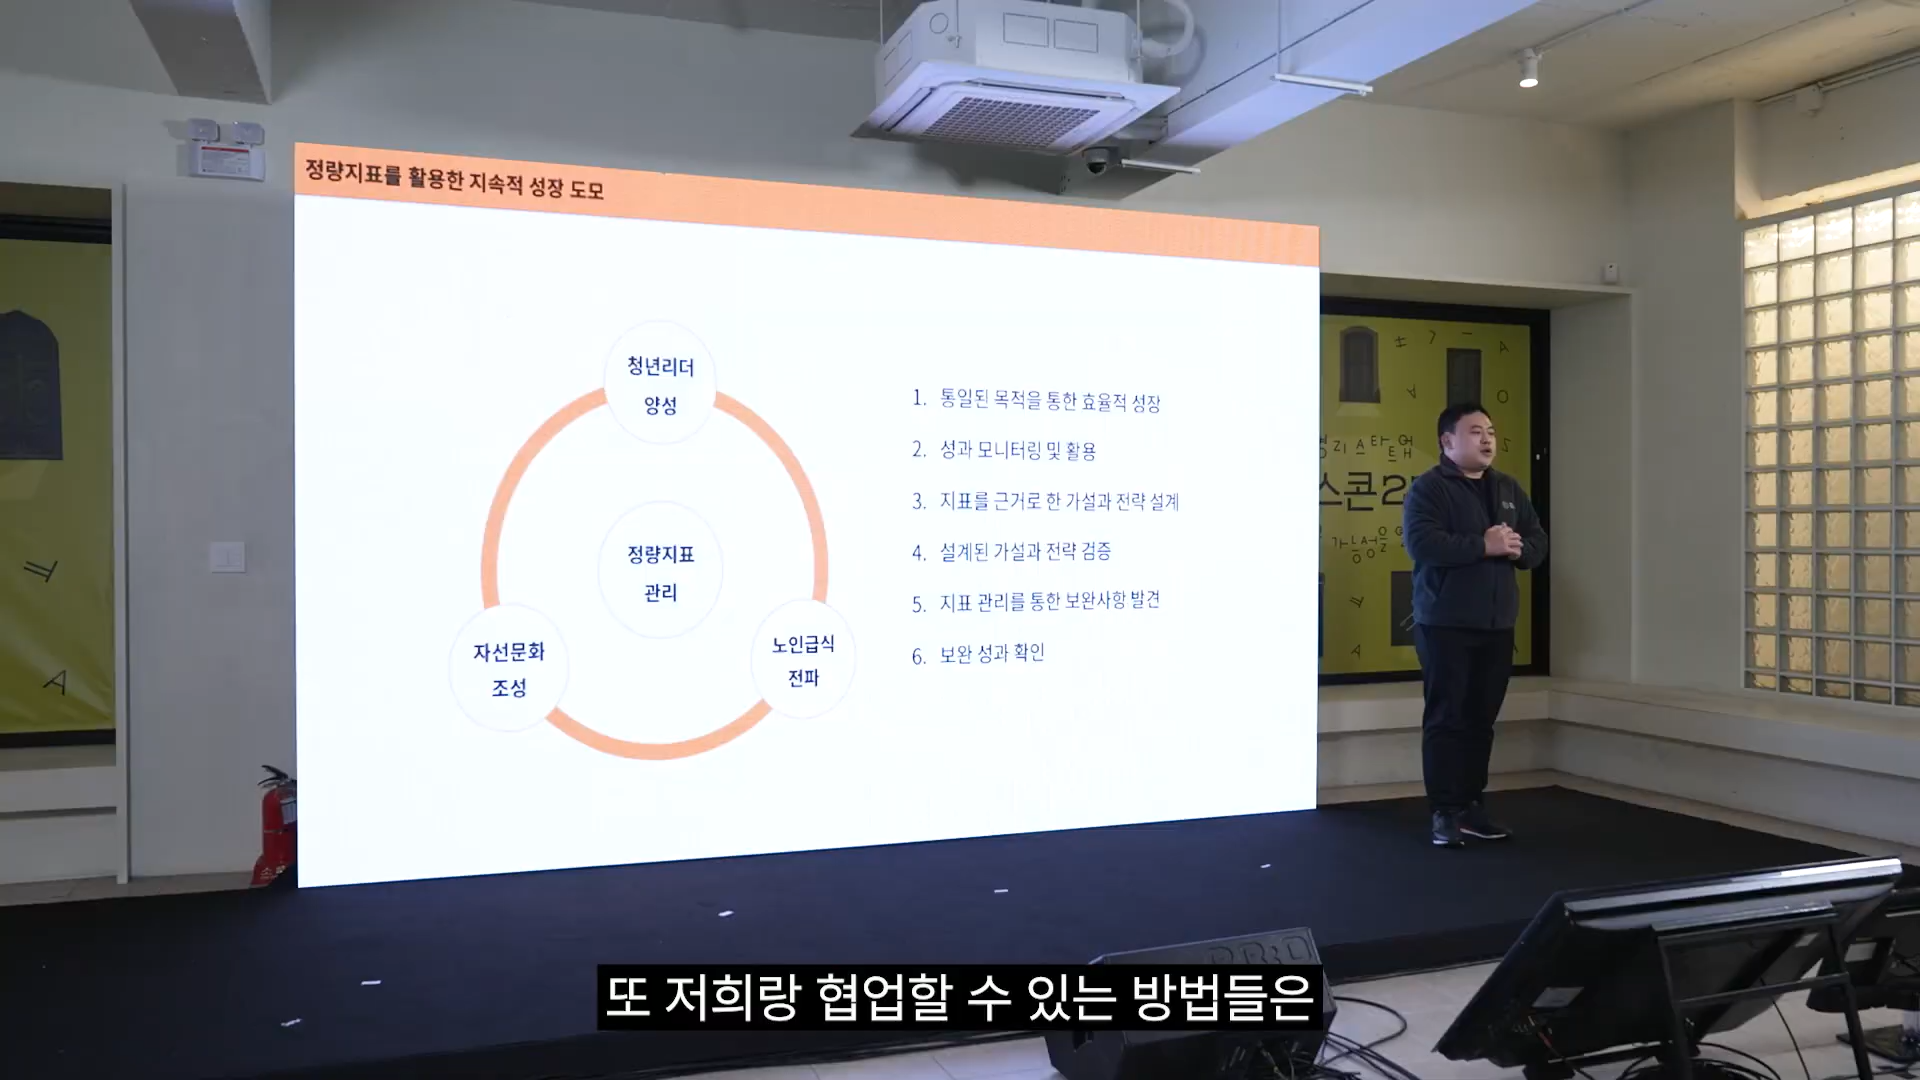 정량지표를 활용한 지속적 성장 도모
청년리더
양성
정량지표
관리
자선문화
조성
노인급식
전파
1. 통일된 목적을 통한 효율적 성장
2. 성과 모니터링 및 활용
3. 지표를 근거로 한 가설과 전략 설계
4. 설계된 가설과 전략 검증
5. 지표 관리를 통한 보완사항 발견
6. 보완 성과 확인
스콘2
또 저희랑 협업할 수 있는 방법들은